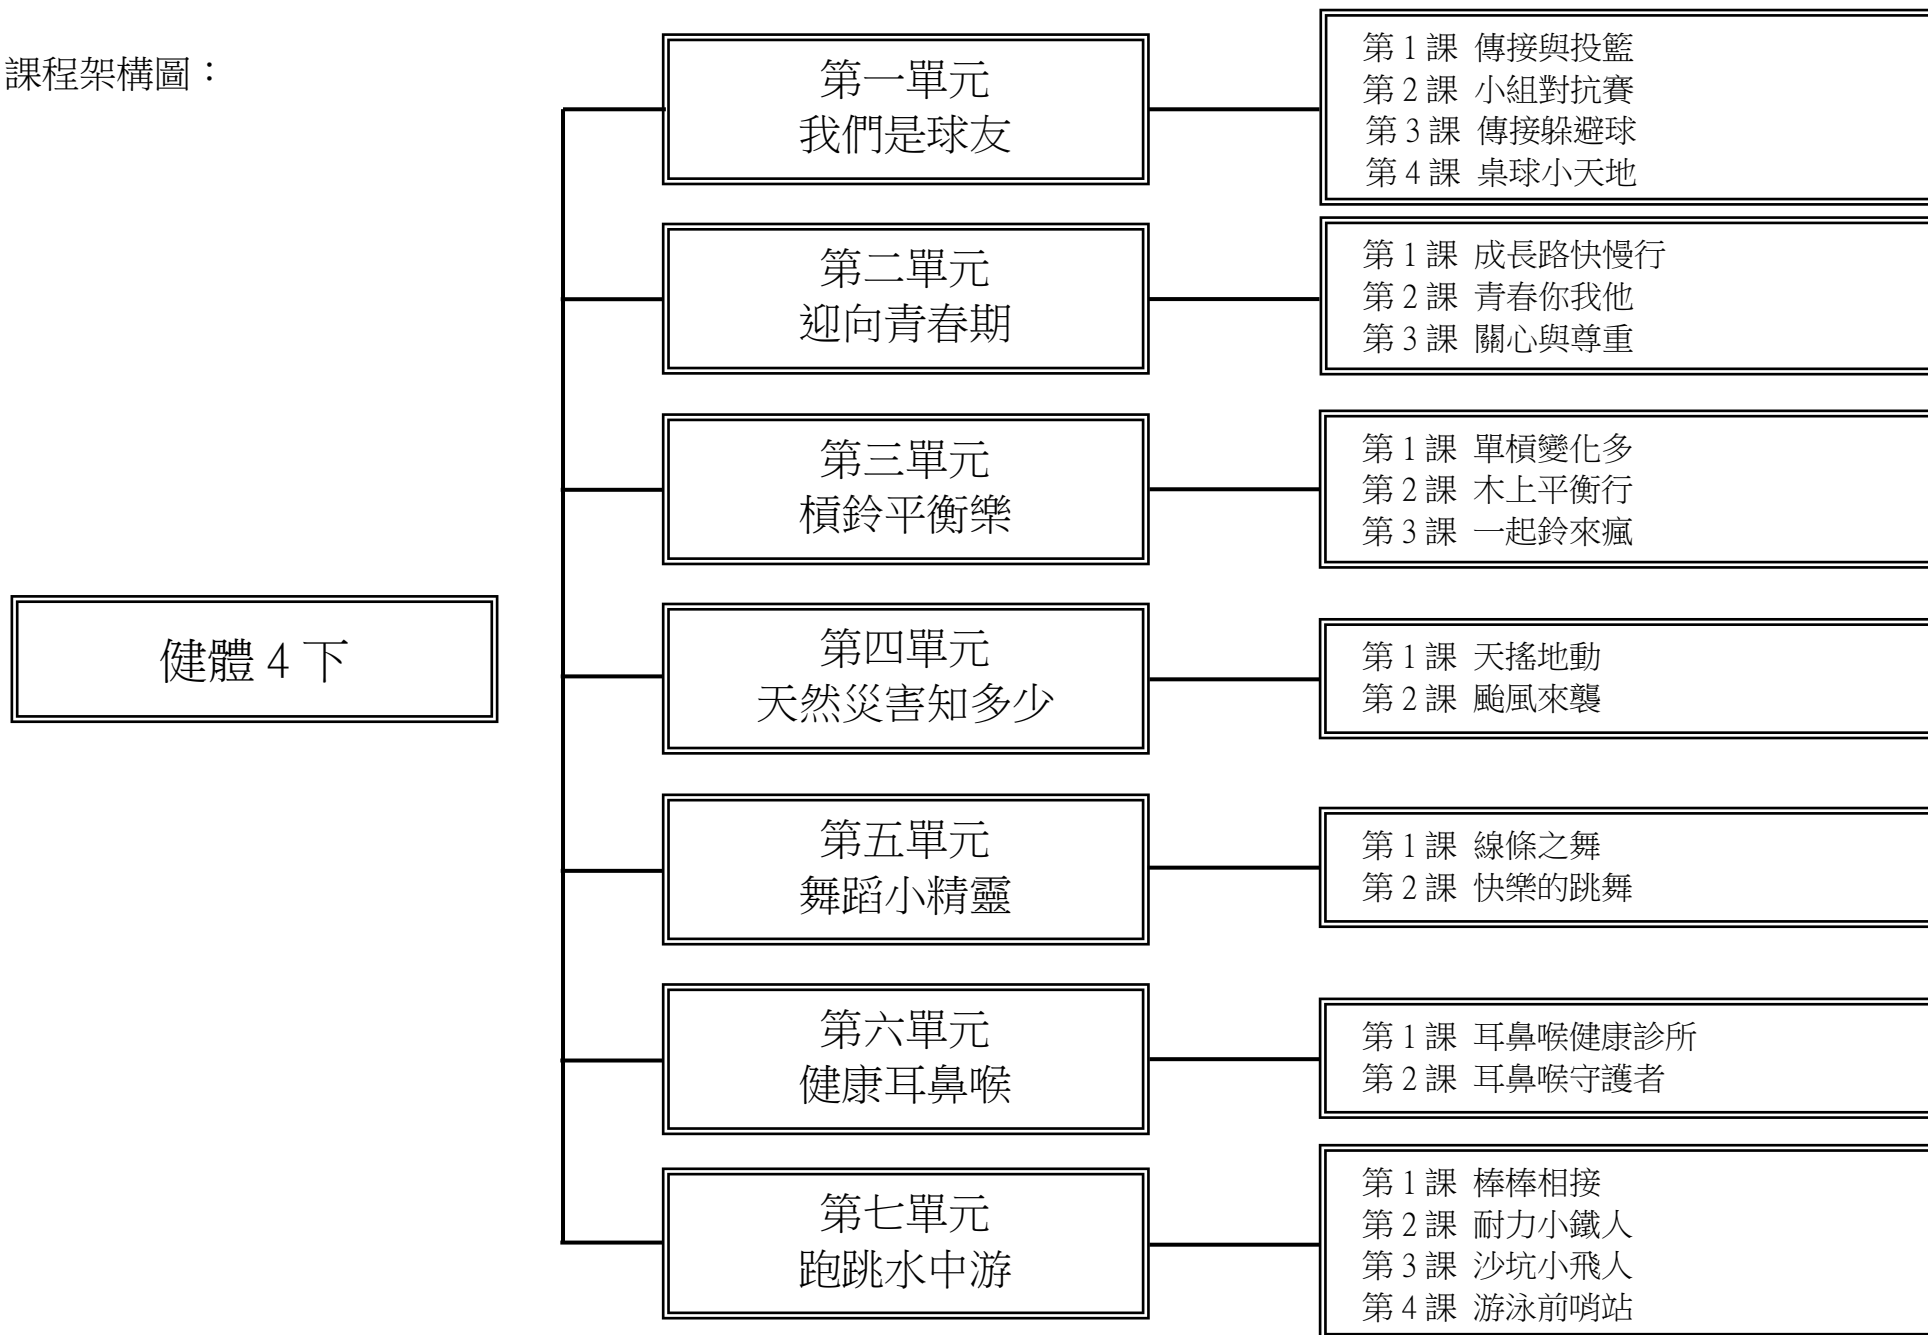 課程架構圖：
健體 4 下
第一單元
我們是球友
第 1 課 傳接與投籃
第 2 課 小組對抗賽
第 3 課 傳接躲避球
第 4 課 桌球小天地
第二單元
迎向青春期
第 1 課 成長路快慢行
第 2 課 青春你我他
第 3 課 關心與尊重
第三單元
槓鈴平衡樂
第 1 課 單槓變化多
第 2 課 木上平衡行
第 3 課 一起鈴來瘋
第四單元
天然災害知多少
第 1 課 天搖地動
第 2 課 颱風來襲
第五單元
舞蹈小精靈
第 1 課 線條之舞
第 2 課 快樂的跳舞
第六單元
健康耳鼻喉
第 1 課 耳鼻喉健康診所
第 2 課 耳鼻喉守護者
第七單元
跑跳水中游
第 1 課 棒棒相接
第 2 課 耐力小鐵人
第 3 課 沙坑小飛人
第 4 課 游泳前哨站